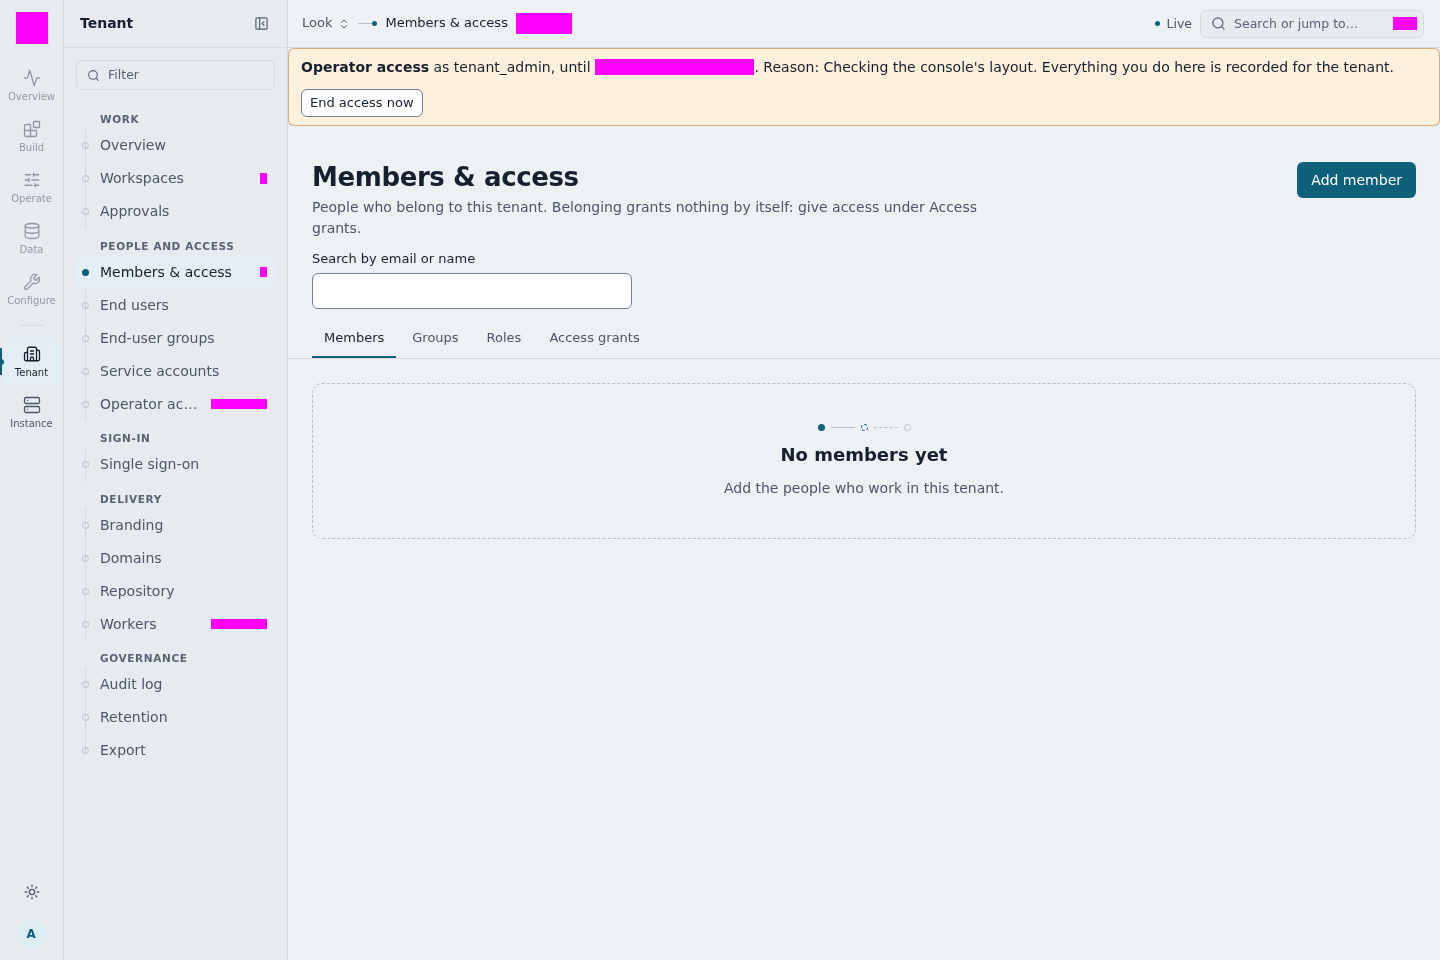 Tenant
Look
Members & access
Live
Search or jump to…
Overview
Build
Operate
Data
Configure
Tenant
Instance
A
Filter
WORK
Overview
Workspaces
Approvals
PEOPLE AND ACCESS
Members & access
End users
End-user groups
Service accounts
Operator ac…
SIGN-IN
Single sign-on
DELIVERY
Branding
Domains
Repository
Workers
GOVERNANCE
Audit log
Retention
Export
Operator access as tenant_admin, until . Reason: Checking the console's layout. Everything you do here is recorded for the tenant.
End access now
Members & access
Add member
People who belong to this tenant. Belonging grants nothing by itself: give access under Access
grants.
Search by email or name
Members
Groups
Roles
Access grants
No members yet
Add the people who work in this tenant.